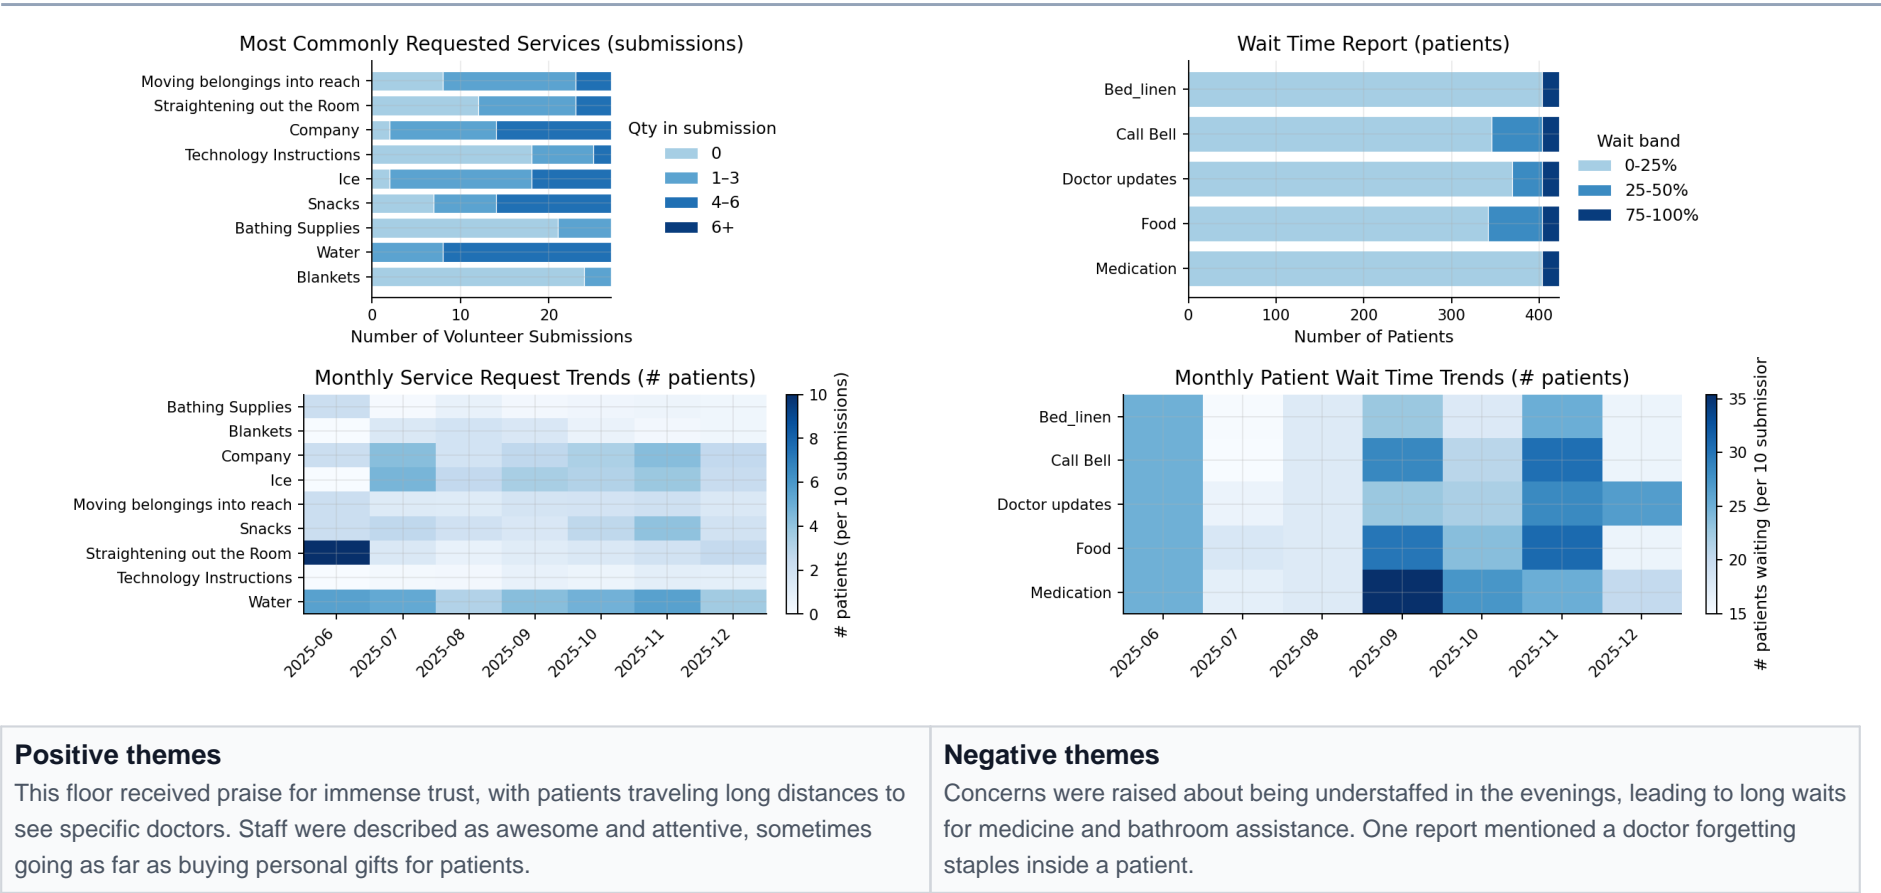 Most Commonly Requested Services (submissions)
Moving belongings into reach
Straightening out the Room
Company
Technology Instructions
Ice
Snacks
Bathing Supplies
Water
Blankets
0 10 20
Number of Volunteer Submissions
Qty in submission
0
1–3
4–6
6+
Wait Time Report (patients)
Bed_linen
Call Bell
Doctor updates
Food
Medication
0 100 200 300 400
Number of Patients
Wait band
0-25%
25-50%
75-100%
Monthly Service Request Trends (# patients)
Bathing Supplies
Blankets
Company
Ice
Moving belongings into reach
Snacks
Straightening out the Room
Technology Instructions
Water
2025-06 2025-07 2025-08 2025-09 2025-10 2025-11 2025-12
10
8
6
4
2
0
# patients (per 10 submissions)
Monthly Patient Wait Time Trends (# patients)
Bed_linen
Call Bell
Doctor updates
Food
Medication
2025-06 2025-07 2025-08 2025-09 2025-10 2025-11 2025-12
35
30
25
20
15
# patients waiting (per 10 submissior
Positive themes
This floor received praise for immense trust, with patients traveling long distances to
see specific doctors. Staff were described as awesome and attentive, sometimes
going as far as buying personal gifts for patients.
Negative themes
Concerns were raised about being understaffed in the evenings, leading to long waits
for medicine and bathroom assistance. One report mentioned a doctor forgetting
staples inside a patient.